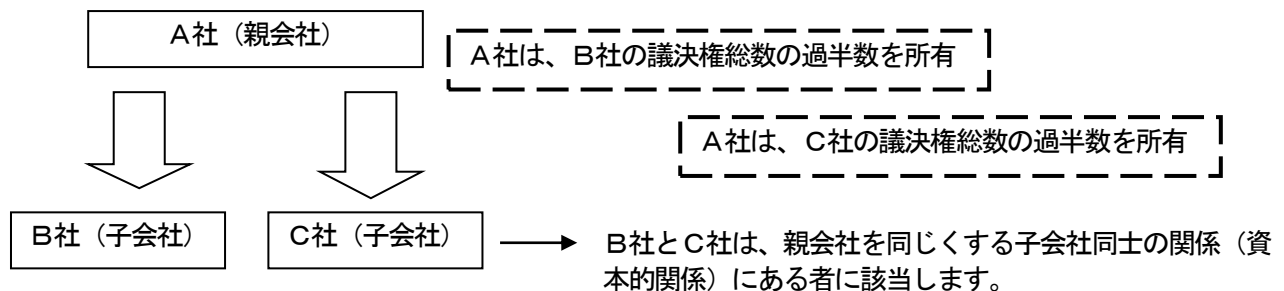 A社（親会社）
A社は、B社の議決権総数の過半数を所有
A社は、C社の議決権総数の過半数を所有
B社（子会社）
C社（子会社）
B社とC社は、親会社を同じくする子会社同士の関係（資
本的関係）にある者に該当します。